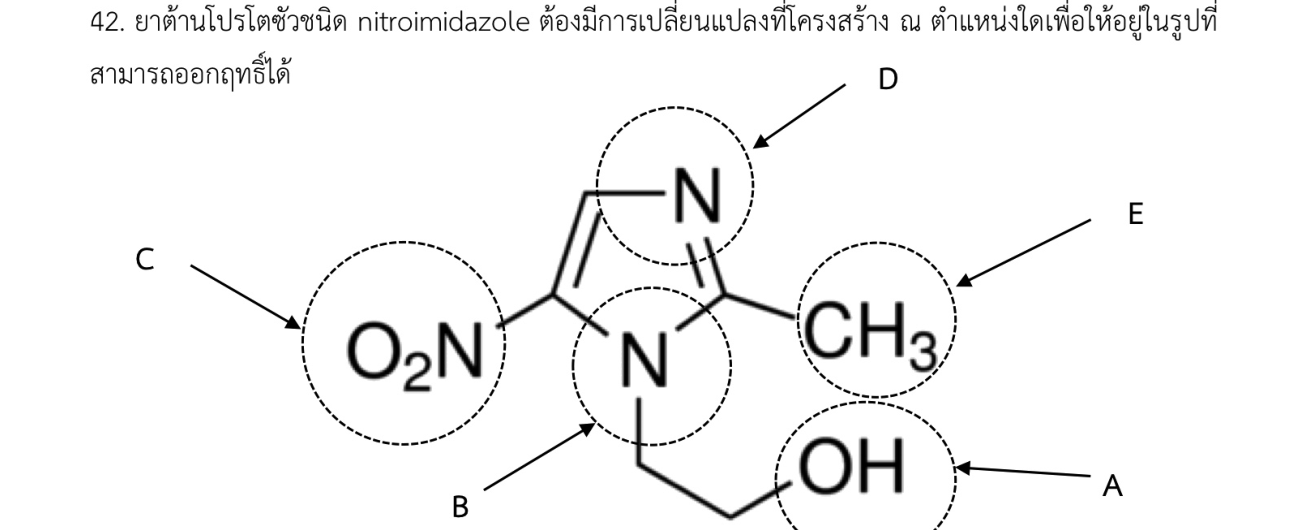 42. ยาต้านโปรโตซัวชนิด nitroimidazole ต้องมีการเปลี่ยนแปลงที่โครงสร้าง ณ ตำแหน่งใดเพื่อให้อยู่ในรูปที่
สามารถออกฤทธิ์ได้
D
N
E
C
O₂N
N
CH₃
OH
A
B